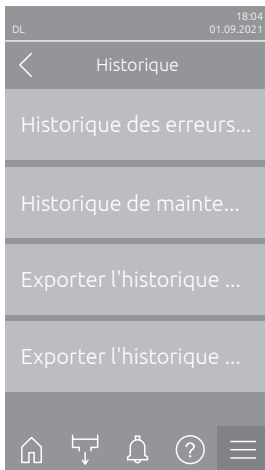 18:04
DL 01.09.2021
Historique
Historique des erreurs...
Historique de mainte...
Exporter l'historique ...
Exporter l'historique ...
?